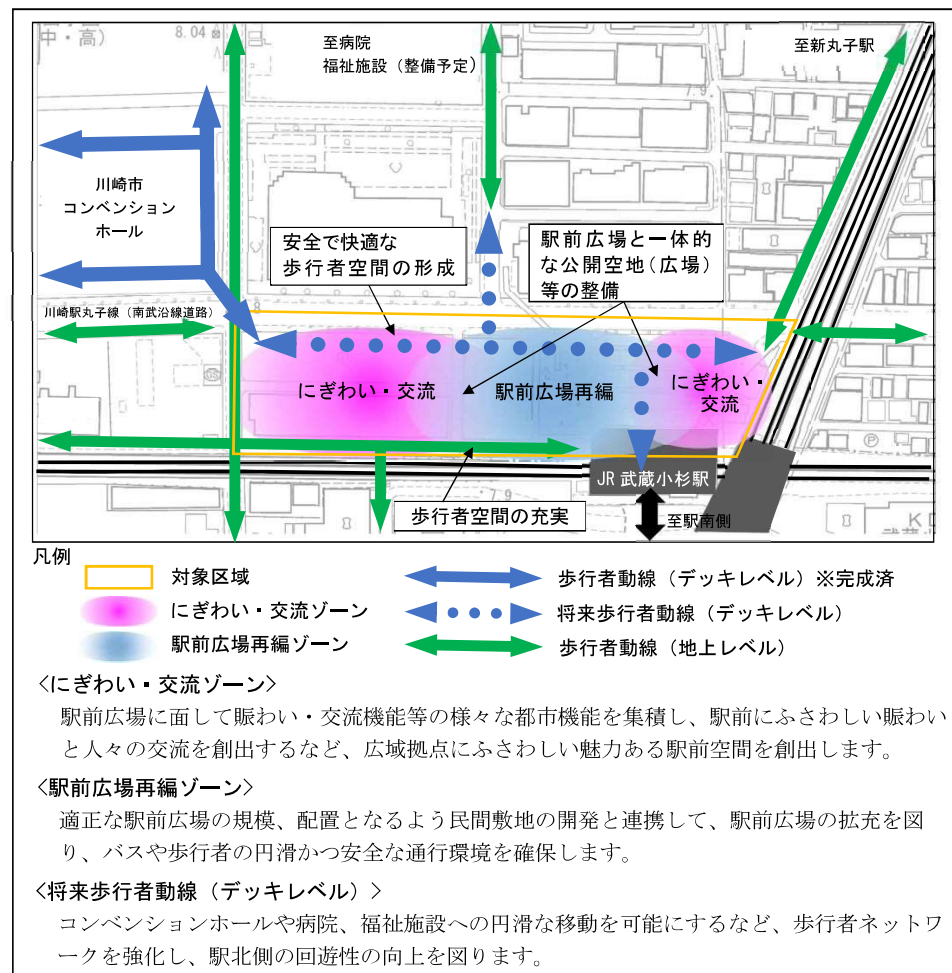 中・高)
8.04
至病院
福祉施設（整備予定）
至新丸子駅
川崎市
コンベンション
ホール
安全で快適な
歩行者空間の形成
駅前広場と一体的
な公開空地(広場)
等の整備
川崎駅丸子線（南武沿線道路）
にぎわい・交流
駅前広場再編
にぎわい・
交流
JR 武蔵小杉駅
7.9
歩行者空間の充実
至駅南側
凡例
対象区域
歩行者動線（デッキレベル）※完成済
にぎわい・交流ゾーン
将来歩行者動線（デッキレベル）
駅前広場再編ゾーン
歩行者動線（地上レベル）
<にぎわい・交流ゾーン>
駅前広場に面して賑わい・交流機能等の様々な都市機能を集積し、駅前にふさわしい賑わい
と人々の交流を創出するなど、広域拠点にふさわしい魅力ある駅前空間を創出します。
<駅前広場再編ゾーン>
適正な駅前広場の規模、配置となるよう民間敷地の開発と連携して、駅前広場の拡充を図
り、バスや歩行者の円滑かつ安全な通行環境を確保します。
<将来歩行者動線（デッキレベル）>
コンベンションホールや病院、福祉施設への円滑な移動を可能にするなど、歩行者ネットワ
ークを強化し、駅北側の回遊性の向上を図ります。